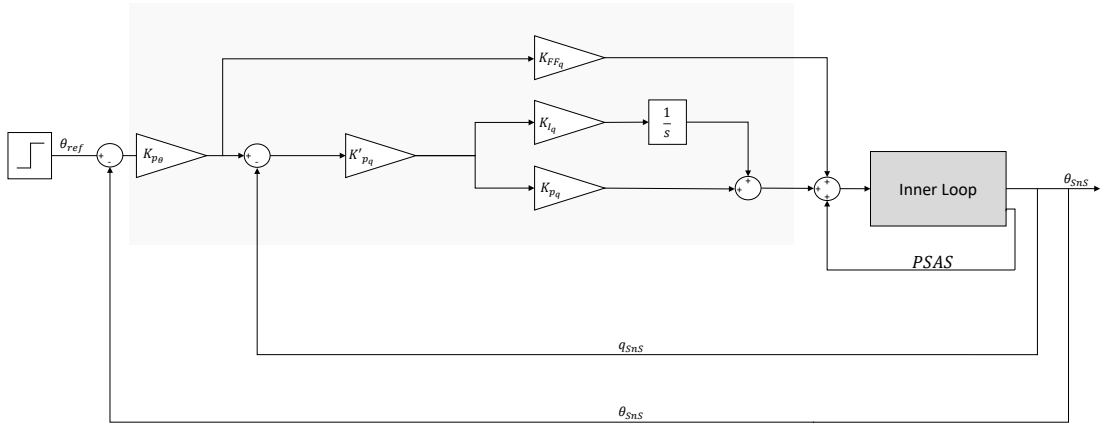 K_{FF_q}
θ_{ref}
+
-
K_{p_θ}
+
-
K'_{p_q}
K_{I_q}
1
s
K_{p_q}
+
+
+
+
+
Inner Loop
θ_{SnS}
PSAS
q_{SnS}
θ_{SnS}